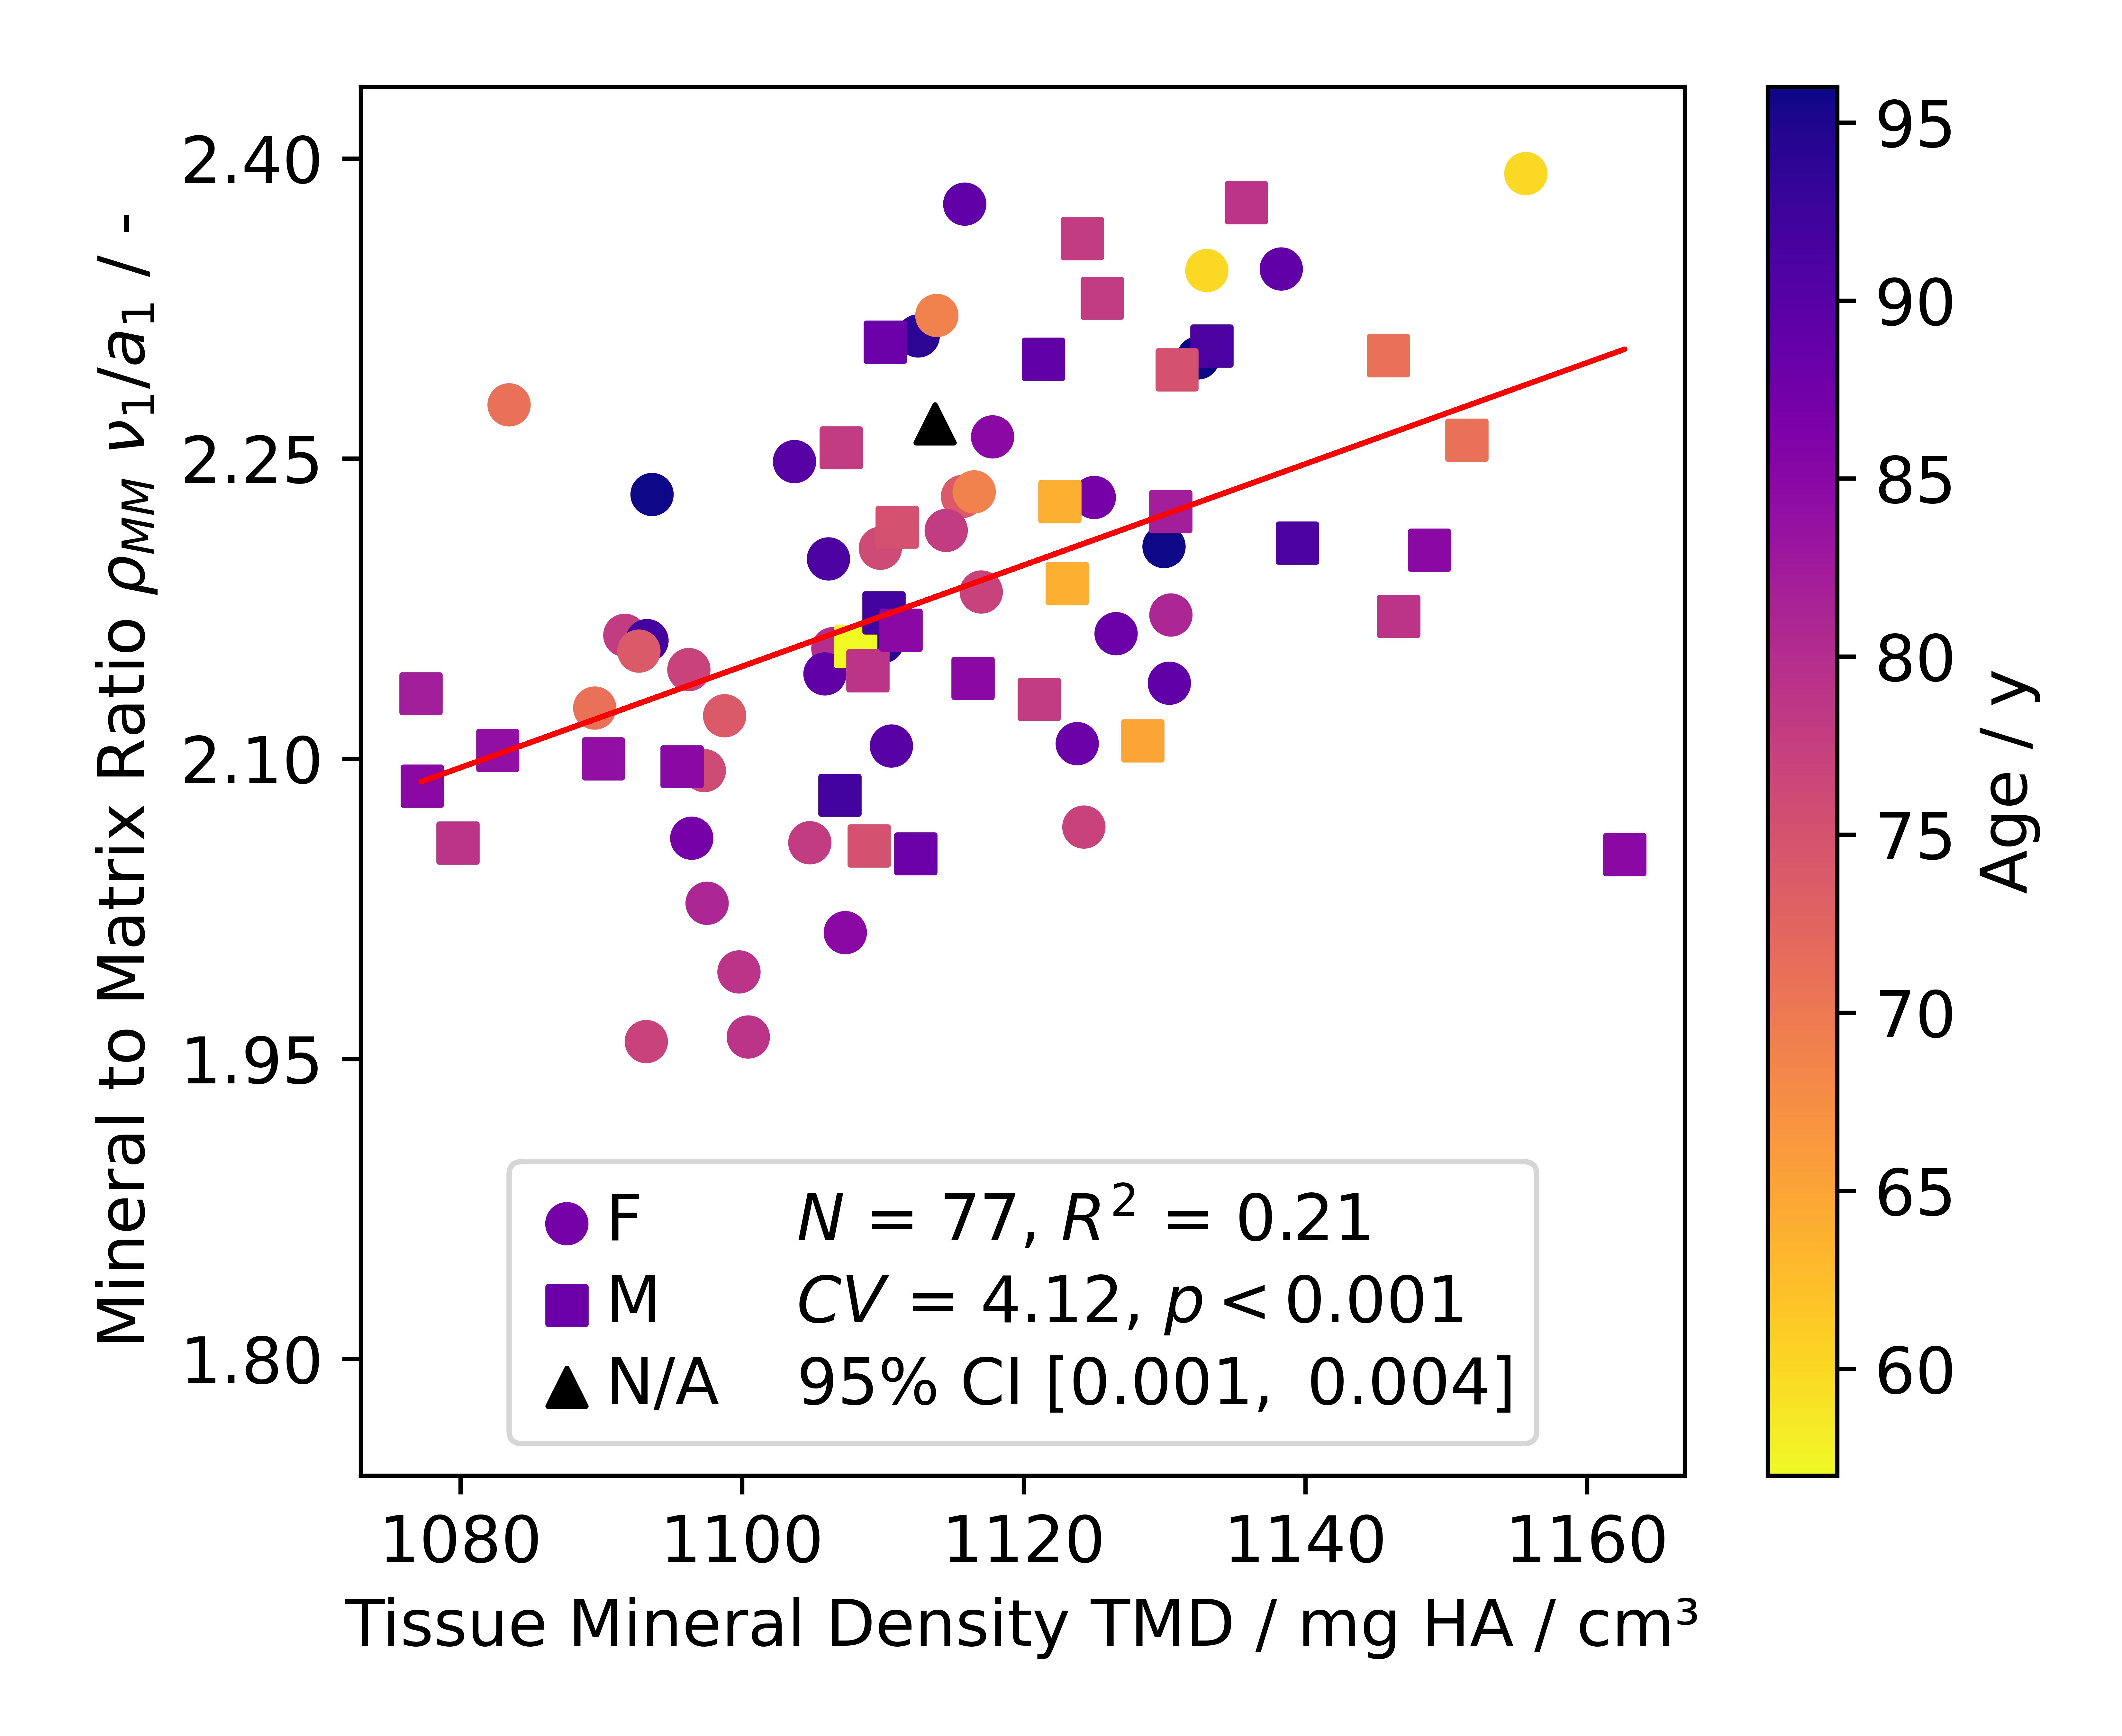 Mineral to Matrix Ratio ρMM ν1/a1 / -
2.40
2.25
2.10
1.95
1.80
F N = 77, R² = 0.21
M CV = 4.12, p < 0.001
N/A 95% CI [0.001, 0.004]
1080 1100 1120 1140 1160
Tissue Mineral Density TMD / mg HA / cm³
95
90
85
80
75
70
65
60
Age / y